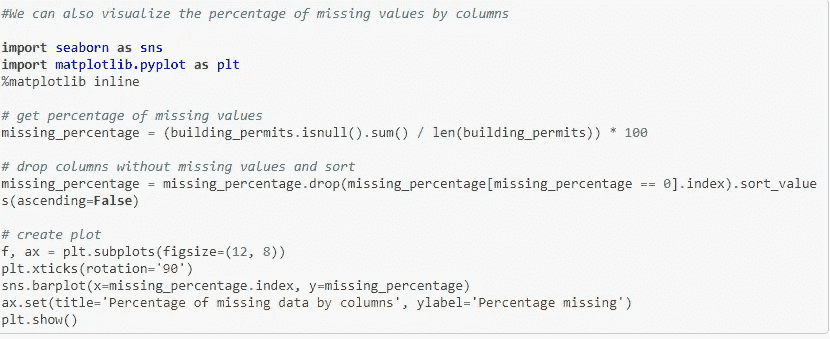 #We can also visualize the percentage of missing values by columns
import seaborn as sns
import matplotlib.pyplot as plt
%matplotlib inline
# get percentage of missing values
missing_percentage = (building_permits.isnull().sum() / len(building_permits)) * 100
# drop columns without missing values and sort
missing_percentage = missing_percentage.drop(missing_percentage[missing_percentage == 0].index).sort_value
s(ascending=False)
# create plot
f, ax = plt.subplots(figsize=(12, 8))
plt.xticks(rotation='90')
sns.barplot(x=missing_percentage.index, y=missing_percentage)
ax.set(title='Percentage of missing data by columns', ylabel='Percentage missing')
plt.show()